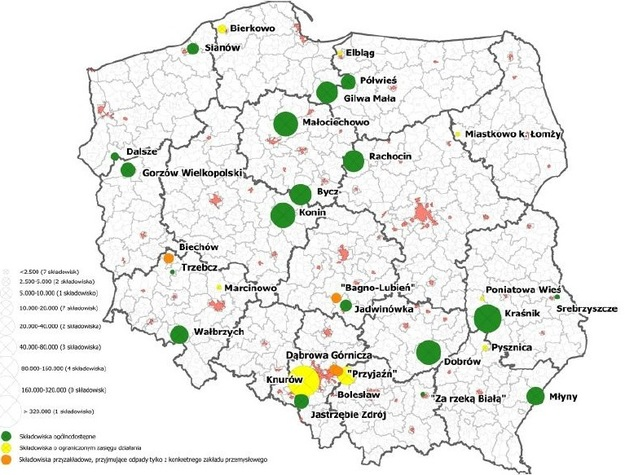 Bierkowo
Sianów
Elbląg
Półwieś
Gilwa Mała
Małociechowo
Miastkowo k. Łomży
Dalsze
Rachocin
Gorzów Wielkopolski
Bycz
Konin
Biechów
Trzebcz
Marcinowo
"Bagno-Lubień"
Poniatowa Wieś
Jadwinówka
Srebrzyszcze
Kraśnik
Wałbrzych
Pysznica
Dąbrowa Górnicza
Dobrów
Knurów
"Przyjaźń"
Bolesław
"Za rzeką Białą"
Młyny
Jastrzębie Zdrój
<2.500 (7 składowisk)
2.500-5.000 (2 składowiska)
5.000-10.000 (1 składowisko)
10.000-20.000 (7 składowisk)
20.000-40.000 (2 składowiska)
40.000-80.000 (3 składowiska)
80.000-160.000 (4 składowiska)
160.000-320.000 (3 składowisk)
> 320.000 (1 składowisko)
Składowiska ogólnodostępne
Składowiska o ograniczonym zasięgu działania
Składowiska przyzakładowe, przyjmujące odpady tylko z konkretnego zakładu przemysłowego